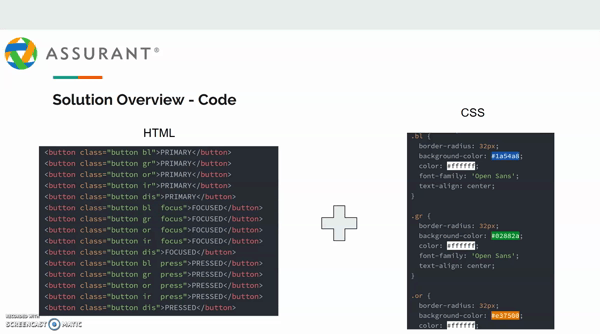 ASSURANT®
Solution Overview - Code
HTML
CSS
<button class="button bl">PRIMARY</button>
<button class="button gr">PRIMARY</button>
<button class="button or">PRIMARY</button>
<button class="button ir">PRIMARY</button>
<button class="button dis">PRIMARY</button>
<button class="button bl  focus">FOCUSED</button>
<button class="button gr  focus">FOCUSED</button>
<button class="button or  focus">FOCUSED</button>
<button class="button ir  focus">FOCUSED</button>
<button class="button dis">FOCUSED</button>
<button class="button bl  press">PRESSED</button>
<button class="button gr  press">PRESSED</button>
<button class="button or  press">PRESSED</button>
<button class="button ir  press">PRESSED</button>
<button class="button dis">PRESSED</button>
.bl {
border-radius: 32px;
background-color: #1a54a8;
color: #ffffff;
font-family: 'Open Sans';
text-align: center;
}
.gr {
border-radius: 32px;
background-color: #02882a;
color: #ffffff;
font-family: 'Open Sans';
text-align: center;
}
.or {
border-radius: 32px;
background-color: #e37508;
color: #ffffff;
RECORDED WITH
SCREENCAST MATIC